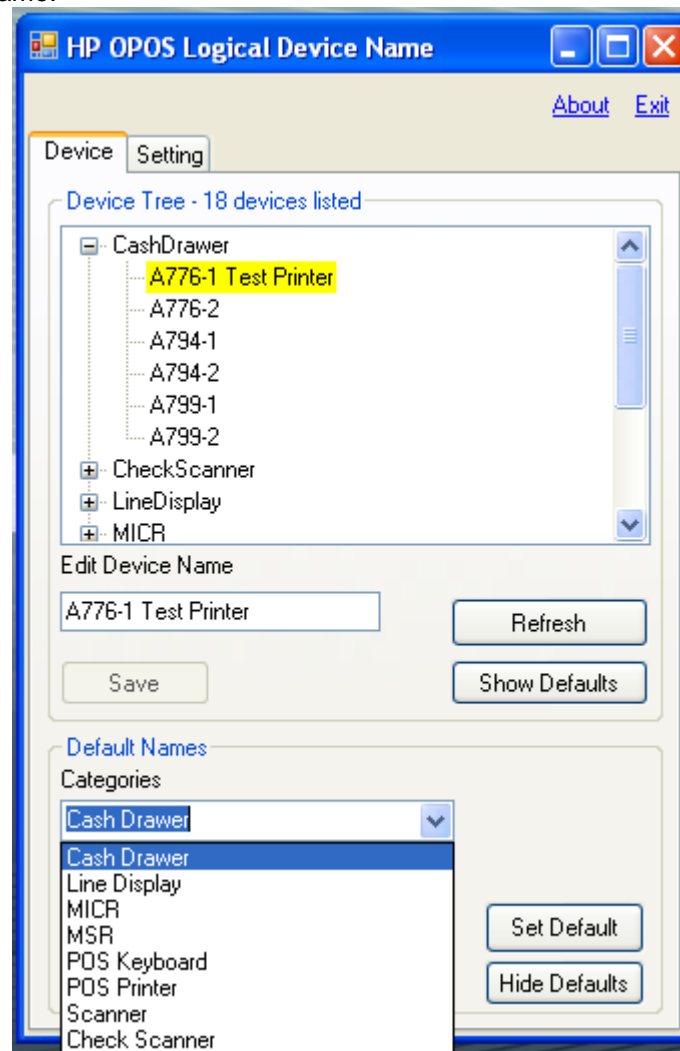 HP OPOS Logical Device Name
About Exit
Device Setting
Device Tree - 18 devices listed
CashDrawer
A776-1 Test Printer
A776-2
A794-1
A794-2
A799-1
A799-2
CheckScanner
LineDisplay
MICR
Edit Device Name
A776-1 Test Printer
Refresh
Save
Show Defaults
Default Names
Categories
Cash Drawer
Cash Drawer
Line Display
MICR
MSR
Set Default
POS Keyboard
POS Printer
Hide Defaults
Scanner
Check Scanner